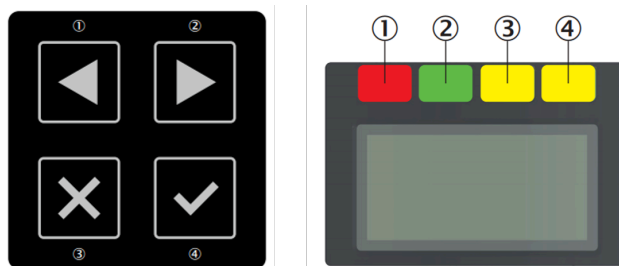 ① ②
③ ④
① ② ③ ④